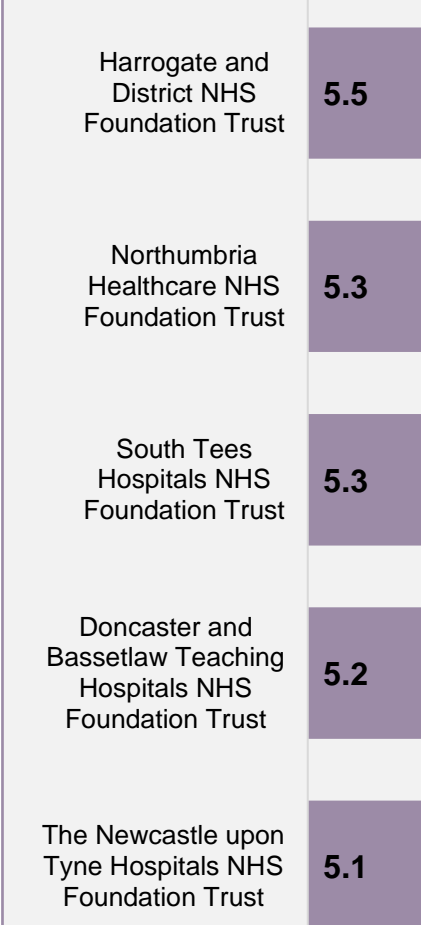 Harrogate and
District NHS
Foundation Trust
5.5
Northumbria
Healthcare NHS
Foundation Trust
5.3
South Tees
Hospitals NHS
Foundation Trust
5.3
Doncaster and
Bassetlaw Teaching
Hospitals NHS
Foundation Trust
5.2
The Newcastle upon
Tyne Hospitals NHS
Foundation Trust
5.1